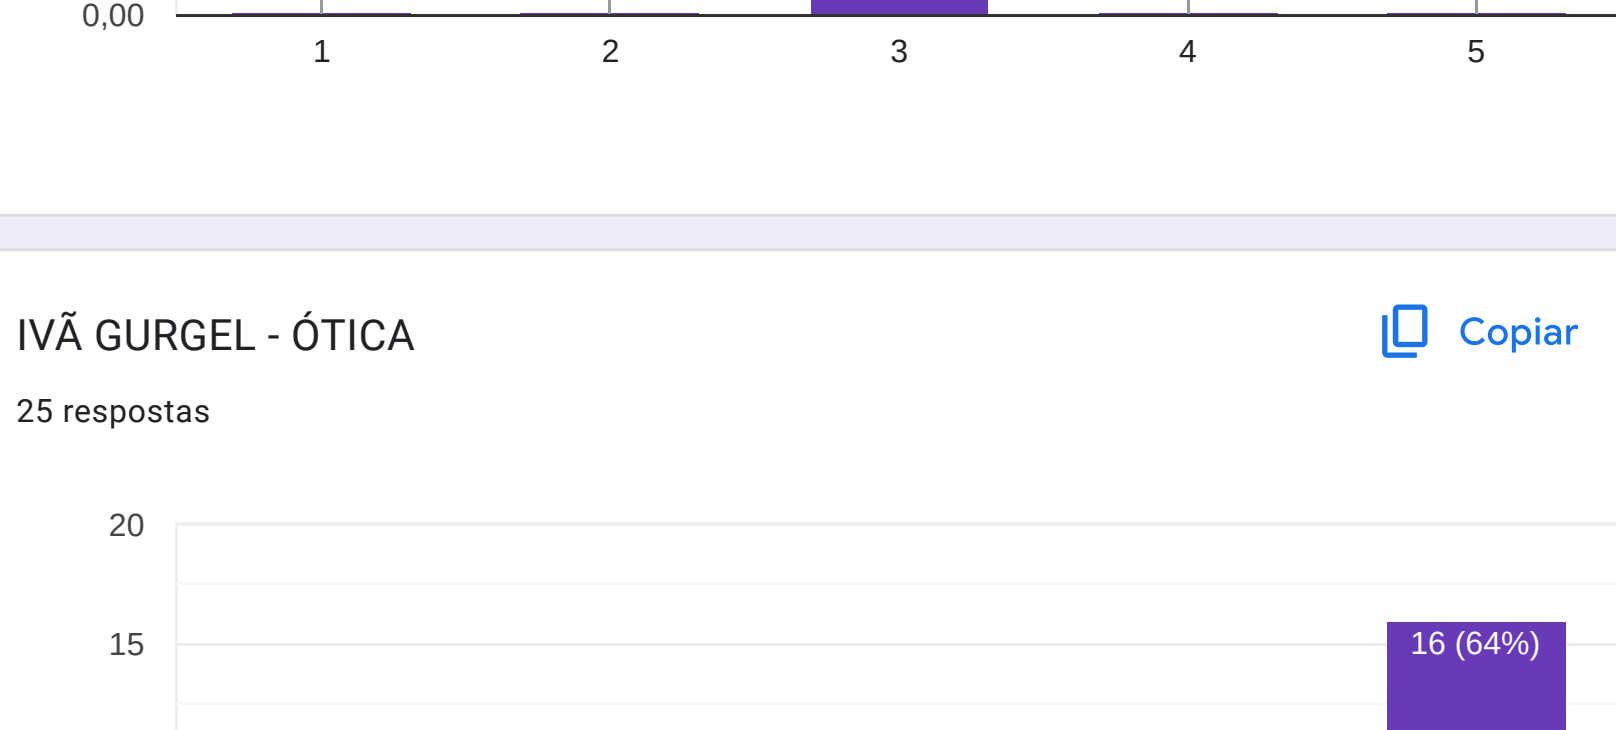 0,00
1 2 3 4 5
IVÃ GURGEL - ÓTICA
Copiar
25 respostas
20
15
16 (64%)